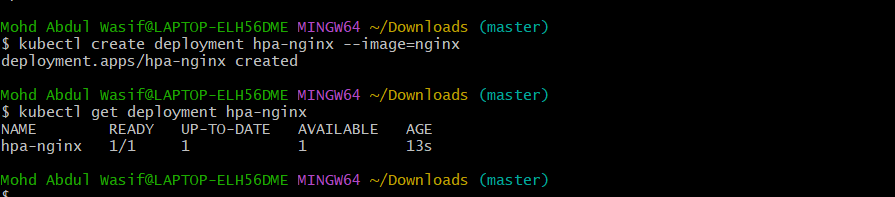 Mohd Abdul Wasif@LAPTOP-ELH56DME MINGW64 ~/Downloads (master)
$ kubectl create deployment hpa-nginx --image=nginx
deployment.apps/hpa-nginx created
Mohd Abdul Wasif@LAPTOP-ELH56DME MINGW64 ~/Downloads (master)
$ kubectl get deployment hpa-nginx
NAME READY UP-TO-DATE AVAILABLE AGE
hpa-nginx 1/1 1 1 13s
Mohd Abdul Wasif@LAPTOP-ELH56DME MINGW64 ~/Downloads (master)
$